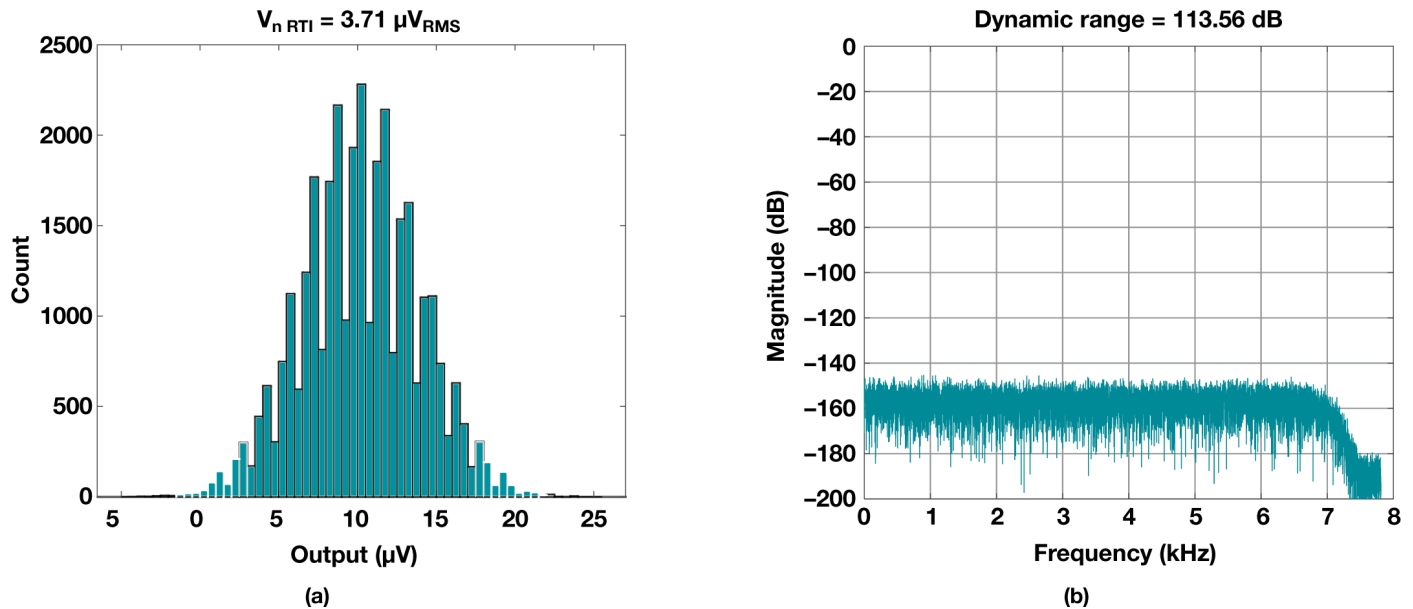 V_n RTI = 3.71 µV_RMS
2500
2000
1500
1000
500
0
Count
5 0 5 10 15 20 25
Output (µV)
(a)
Dynamic range = 113.56 dB
0
–20
–40
–60
–80
–100
–120
–140
–160
–180
–200
Magnitude (dB)
0 1 2 3 4 5 6 7 8
Frequency (kHz)
(b)